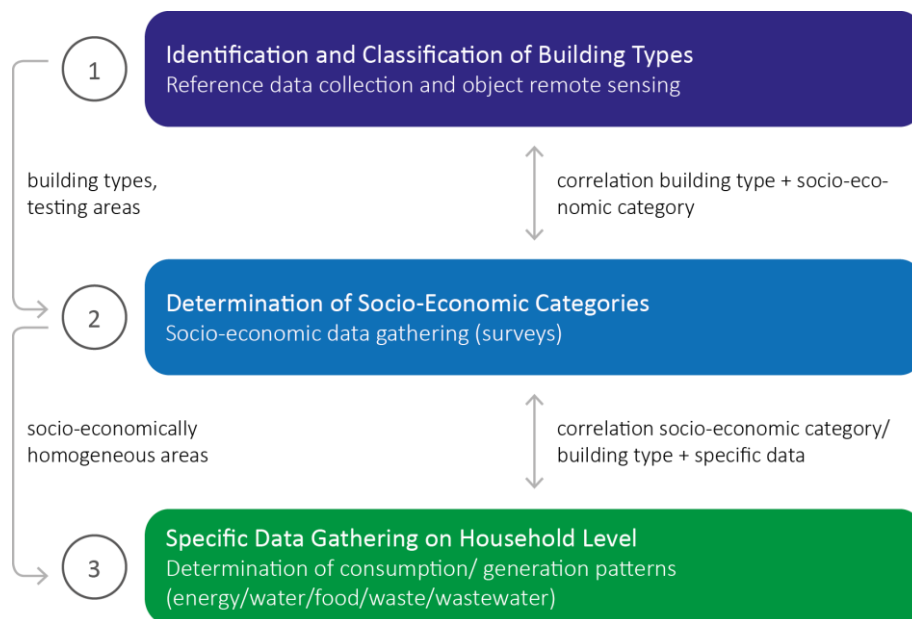 1
Identification and Classification of Building Types
Reference data collection and object remote sensing
building types,
testing areas
correlation building type + socio-eco-
nomic category
2
Determination of Socio-Economic Categories
Socio-economic data gathering (surveys)
socio-economically
homogeneous areas
correlation socio-economic category/
building type + specific data
3
Specific Data Gathering on Household Level
Determination of consumption/ generation patterns
(energy/water/food/waste/wastewater)